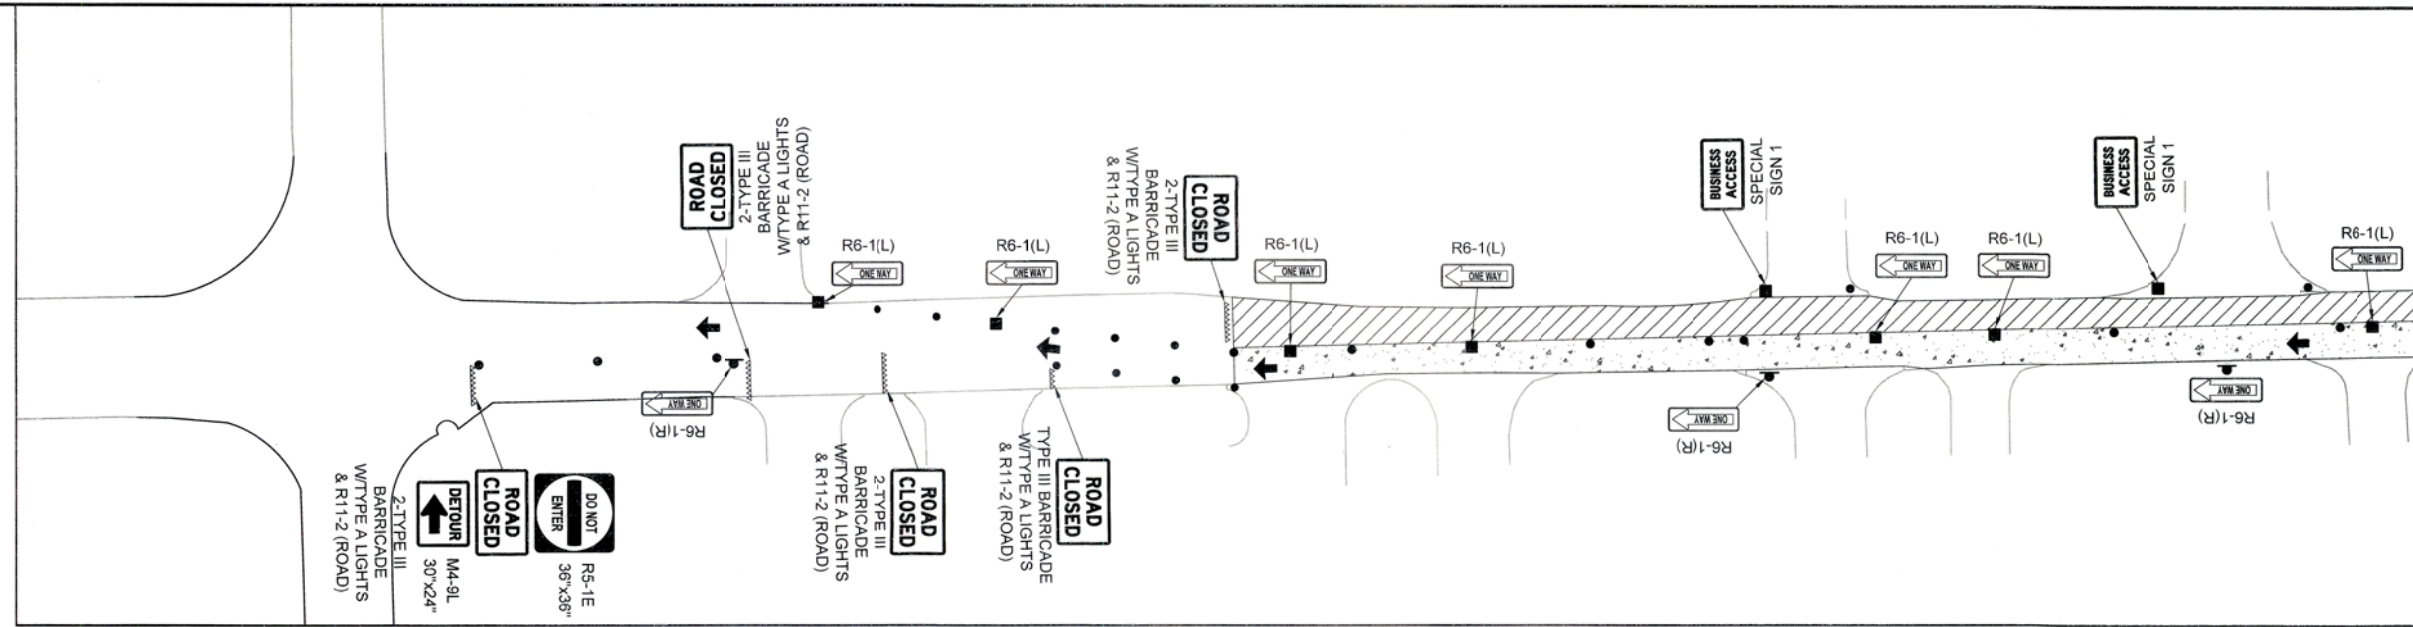 ROAD
CLOSED
2-TYPE III
BARRICADE
W/TYPE A LIGHTS
& R11-2 (ROAD)
R6-1(L)
ONE WAY
R6-1(L)
ONE WAY
ROAD
CLOSED
2-TYPE III
BARRICADE
W/TYPE A LIGHTS
& R11-2 (ROAD)
R6-1(L)
ONE WAY
R6-1(L)
ONE WAY
BUSINESS
ACCESS
SPECIAL
SIGN 1
R6-1(L)
ONE WAY
R6-1(L)
ONE WAY
BUSINESS
ACCESS
SPECIAL
SIGN 1
R6-1(L)
ONE WAY
ONE WAY
R6-1(R)
ONE WAY
R6-1(R)
ONE WAY
R6-1(R)
2-TYPE III
BARRICADE
W/TYPE A LIGHTS
& R11-2 (ROAD)
DETOUR
M4-9L
30"x24"
ROAD
CLOSED
DO NOT
ENTER
R5-1E
36"x36"
2-TYPE III
BARRICADE
W/TYPE A LIGHTS
& R11-2 (ROAD)
ROAD
CLOSED
TYPE III BARRICADE
W/TYPE A LIGHTS
& R11-2 (ROAD)
ROAD
CLOSED